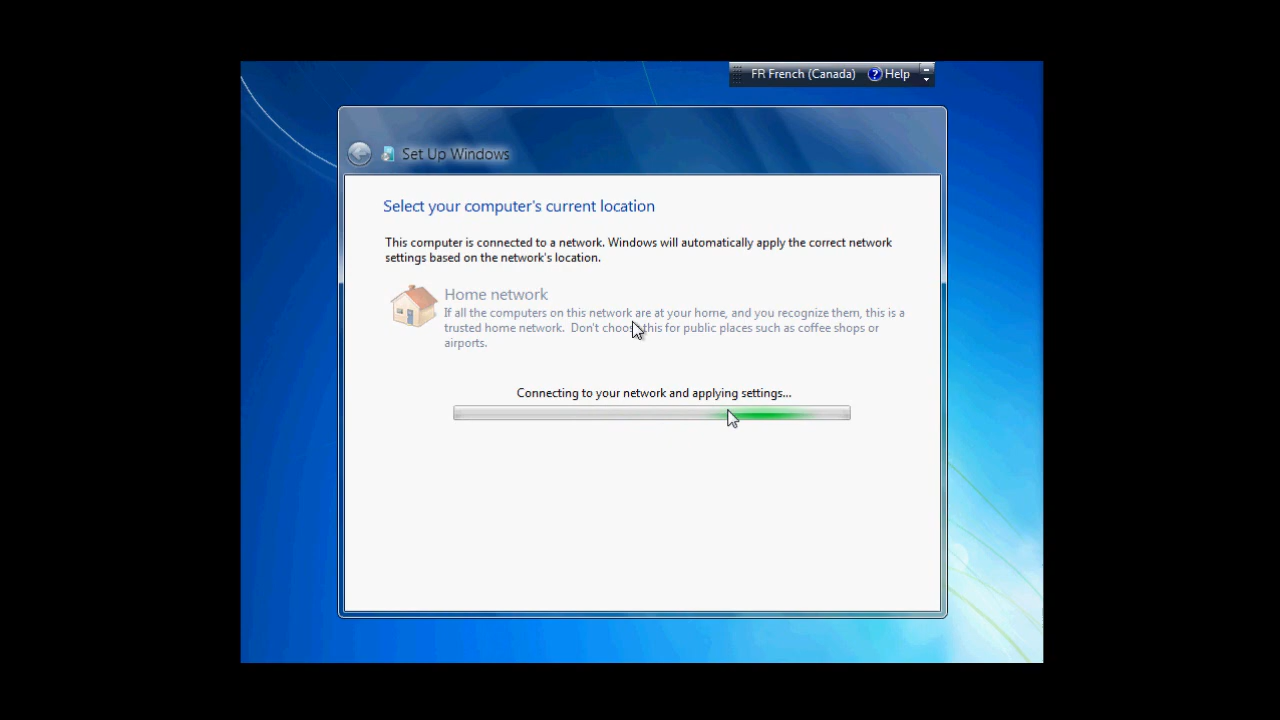 FR French (Canada) ? Help
Set Up Windows
Select your computer's current location
This computer is connected to a network. Windows will automatically apply the correct network
settings based on the network's location.
Home network
If all the computers on this network are at your home, and you recognize them, this is a
trusted home network. Don't choose this for public places such as coffee shops or
airports.
Connecting to your network and applying settings...